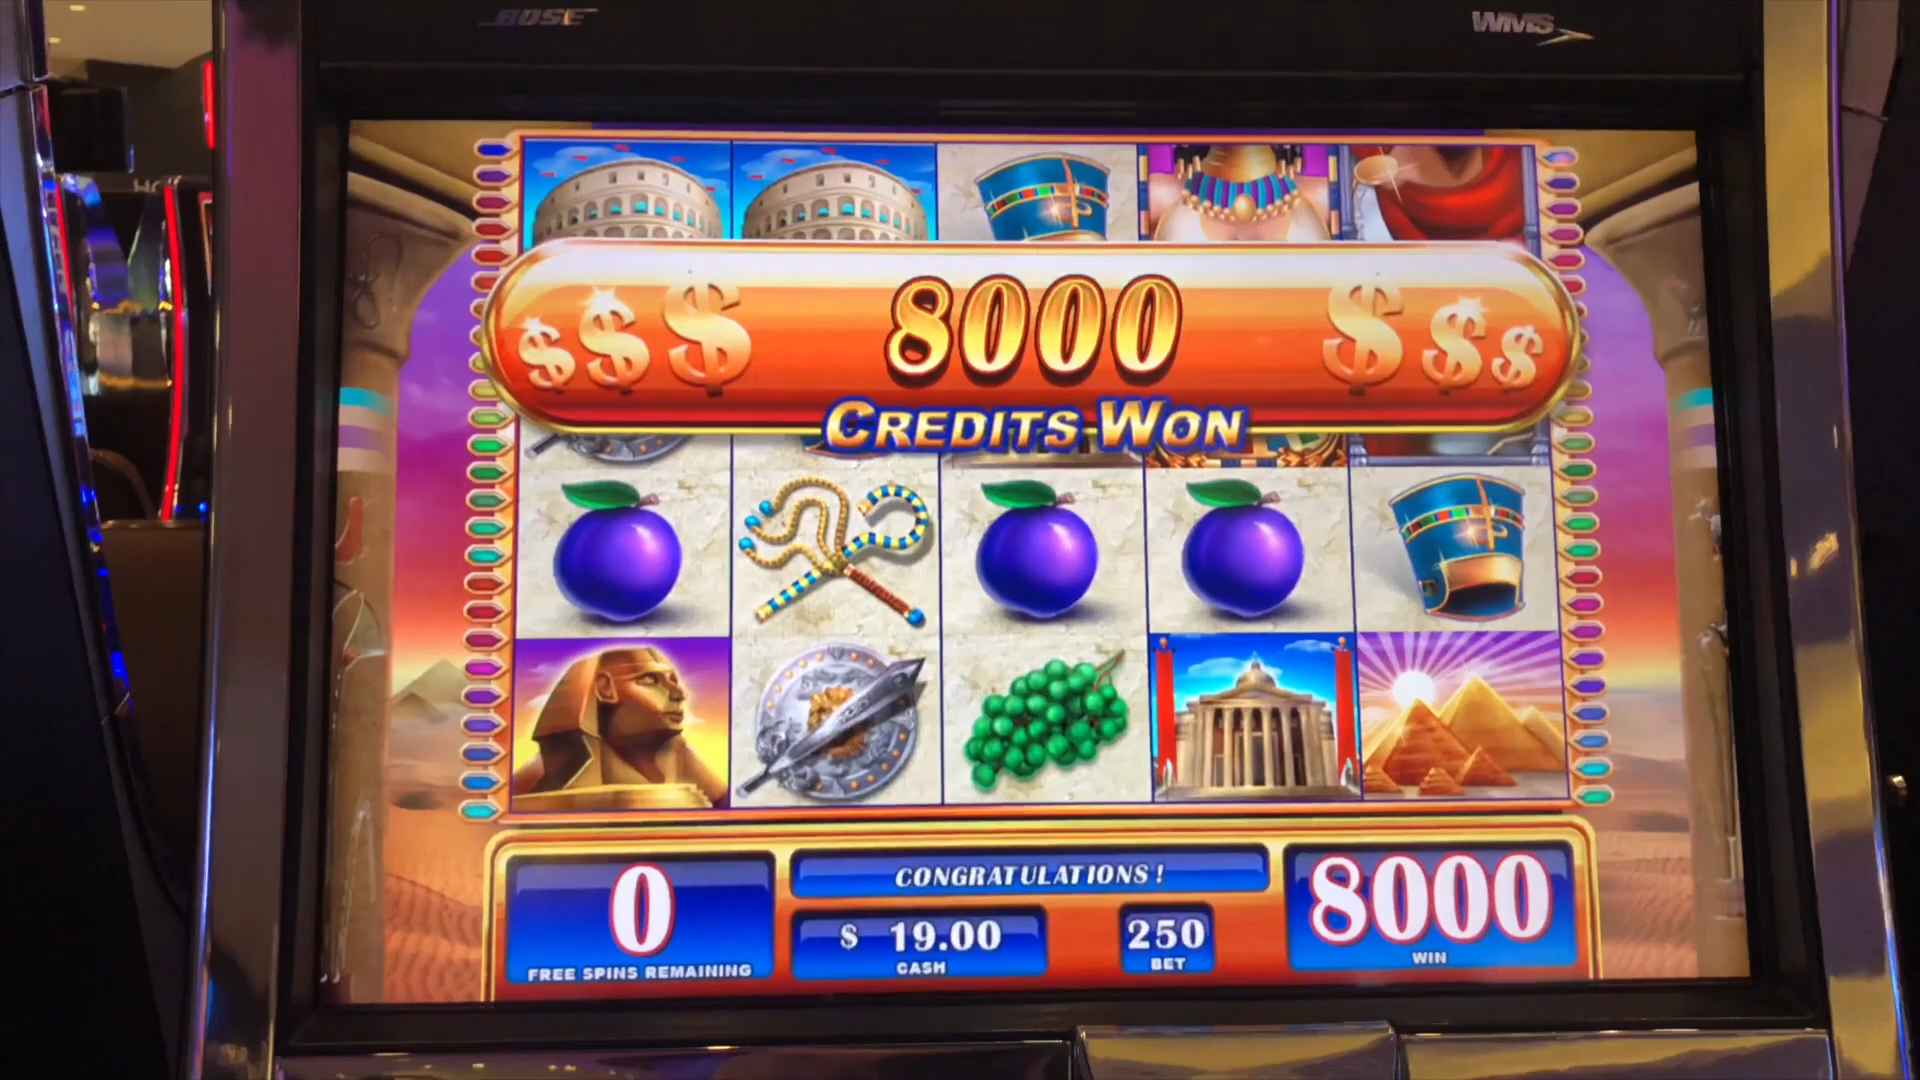 BOSE
WMS
$$$ 8000 $$$
CREDITS WON
0
FREE SPINS REMAINING
CONGRATULATIONS!
$ 19.00
CASH
250
BET
8000
WIN